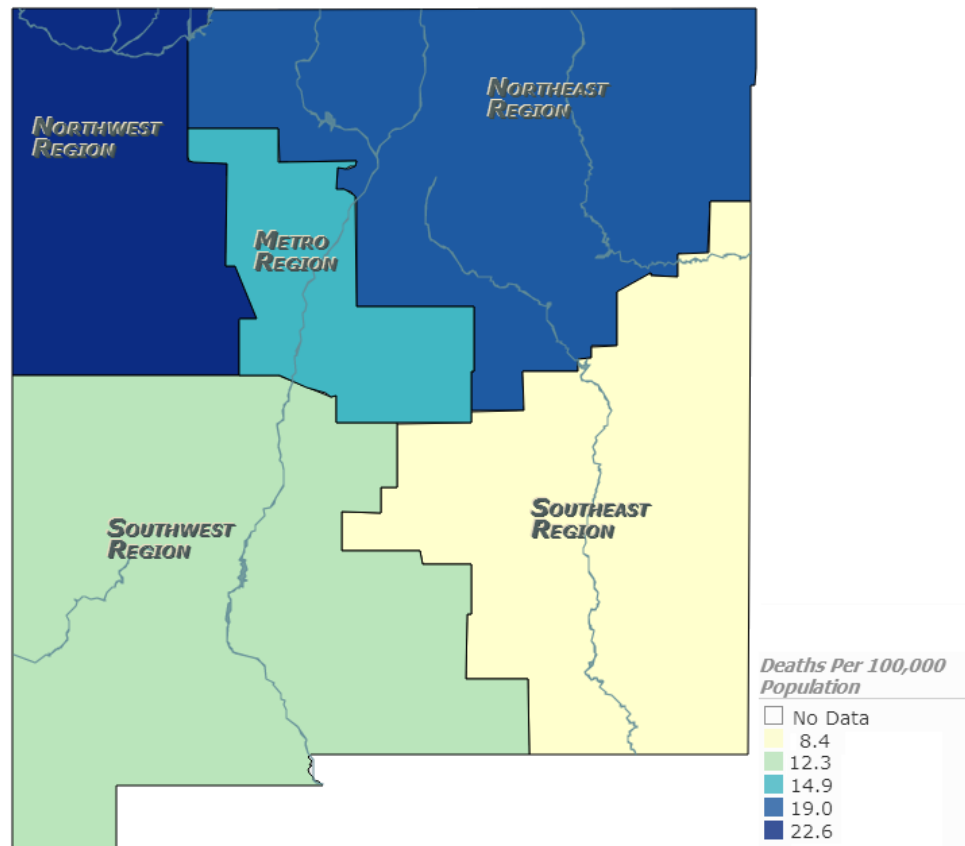 NORTHEAST
REGION
NORTHWEST
REGION
METRO
REGION
SOUTHWEST
REGION
SOUTHEAST
REGION
Deaths Per 100,000
Population
No Data
8.4
12.3
14.9
19.0
22.6